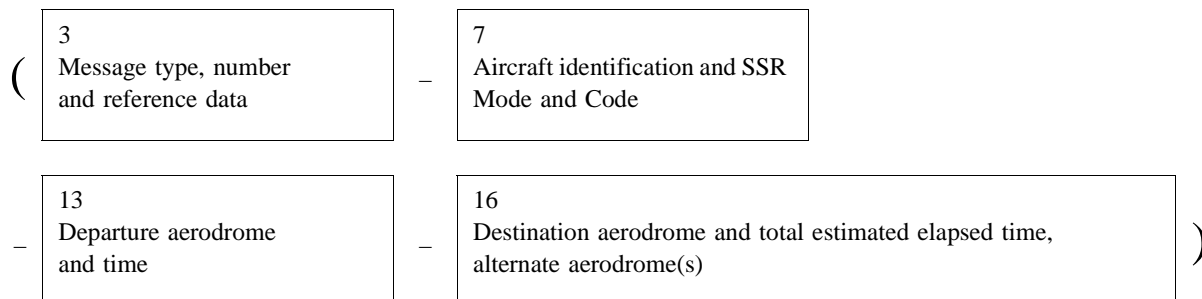 ( 3 – 7
Message type, number Aircraft identification and SSR
and reference data Mode and Code
– 13 – 16 )
Departure aerodrome Destination aerodrome and total estimated elapsed time,
and time alternate aerodrome(s)